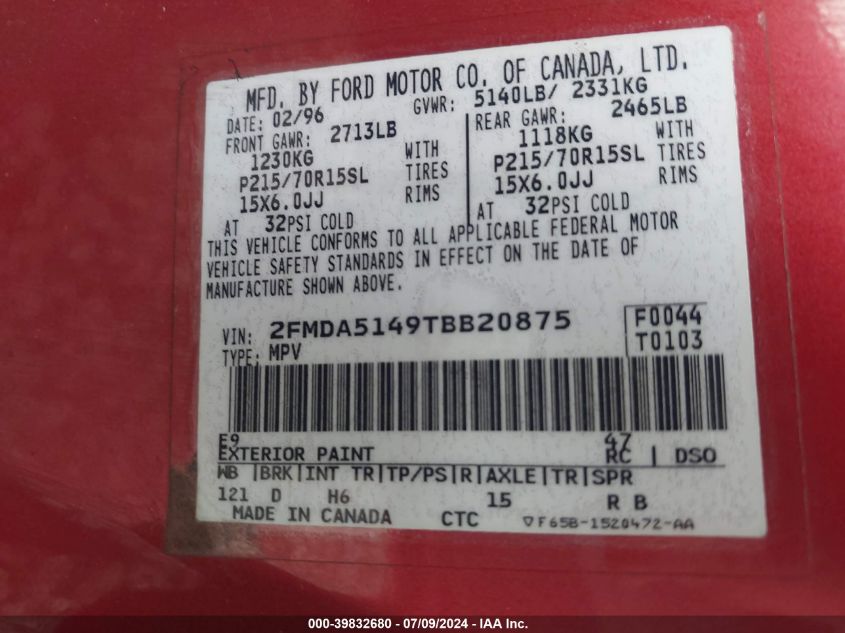 MFD. BY FORD MOTOR CO. OF CANADA, LTD.
DATE: 02/96 GVWR: 5140LB/ 2331KG
FRONT GAWR: 2713LB REAR GAWR: 2465LB
1230KG WITH 1118KG WITH
P215/70R15SL TIRES P215/70R15SL TIRES
15X6.0JJ RIMS 15X6.0JJ RIMS
AT 32PSI COLD AT 32PSI COLD
THIS VEHICLE CONFORMS TO ALL APPLICABLE FEDERAL MOTOR
VEHICLE SAFETY STANDARDS IN EFFECT ON THE DATE OF
MANUFACTURE SHOWN ABOVE.
VIN: 2FMDA5149TBB20875 F0044
TYPE: MPV T0103
E9 47
EXTERIOR PAINT RC | DSO
WB |BRK|INT TR|TP/PS|R|AXLE|TR|SPR
121 D H6 15 R B
MADE IN CANADA CTC ▽F65B-1520472-AA
000-39832680 - 07/09/2024 - IAA Inc.